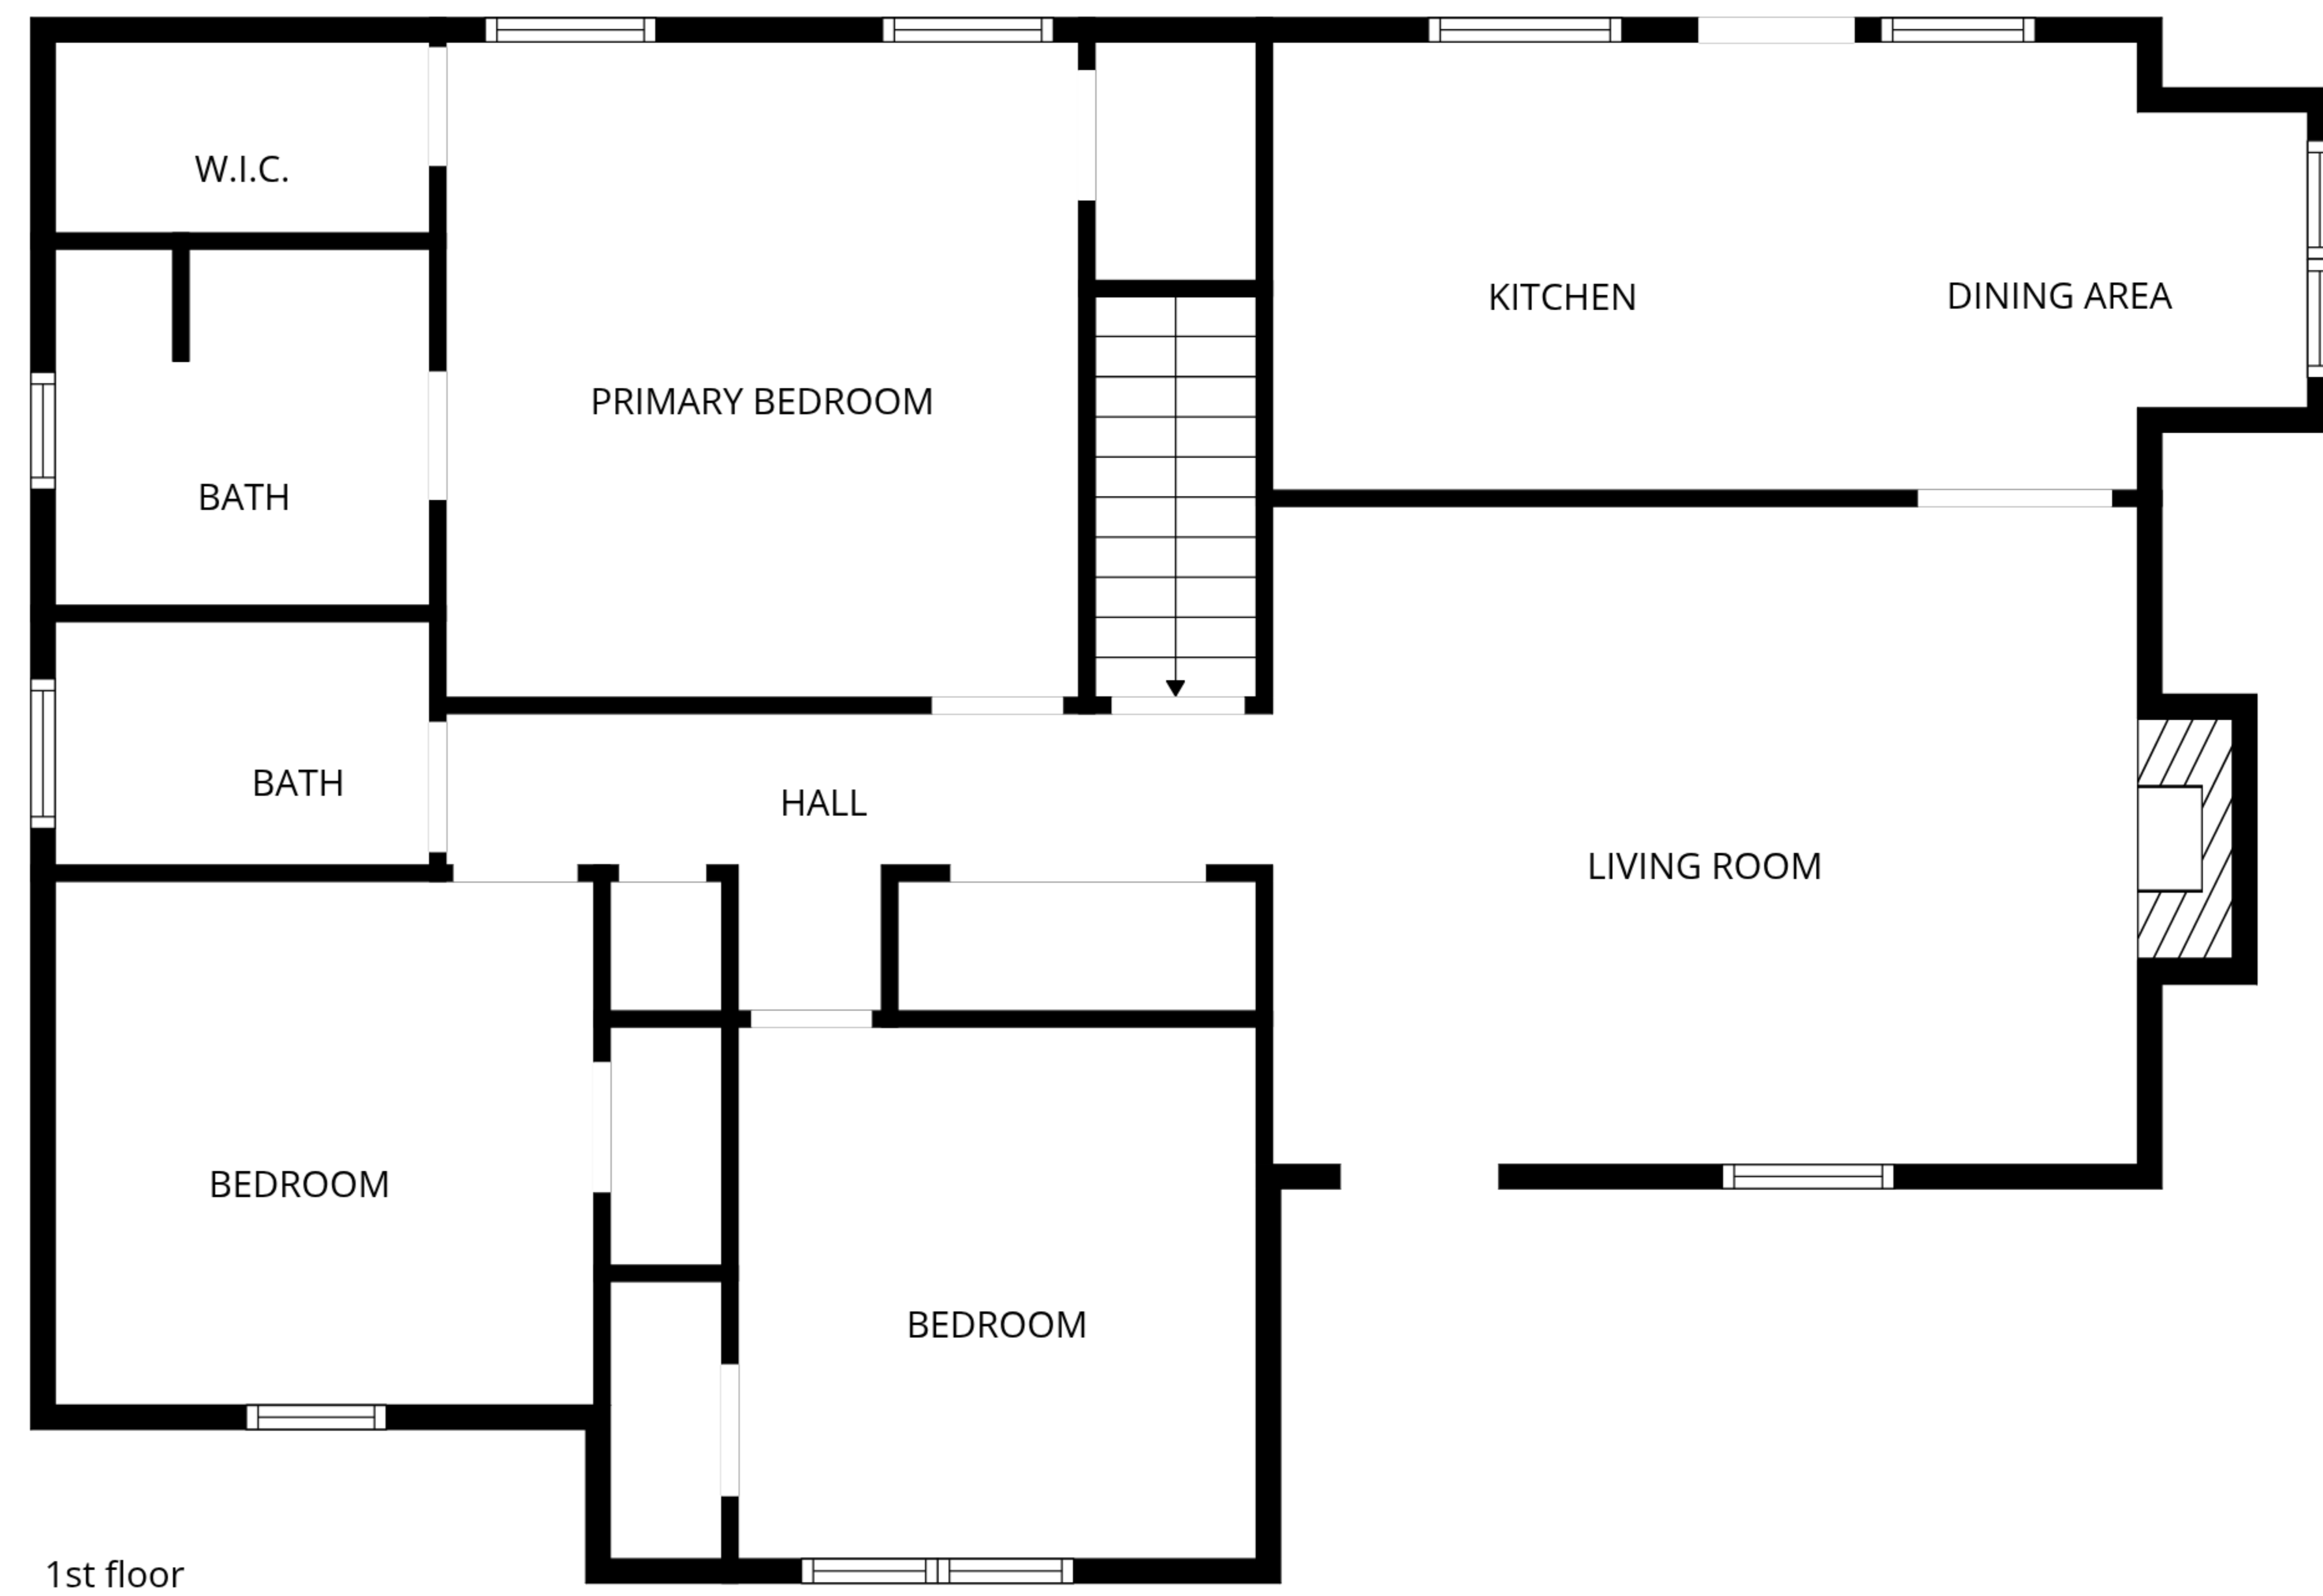 W.I.C.
KITCHEN
DINING AREA
PRIMARY BEDROOM
BATH
BATH
HALL
LIVING ROOM
BEDROOM
BEDROOM
1st floor